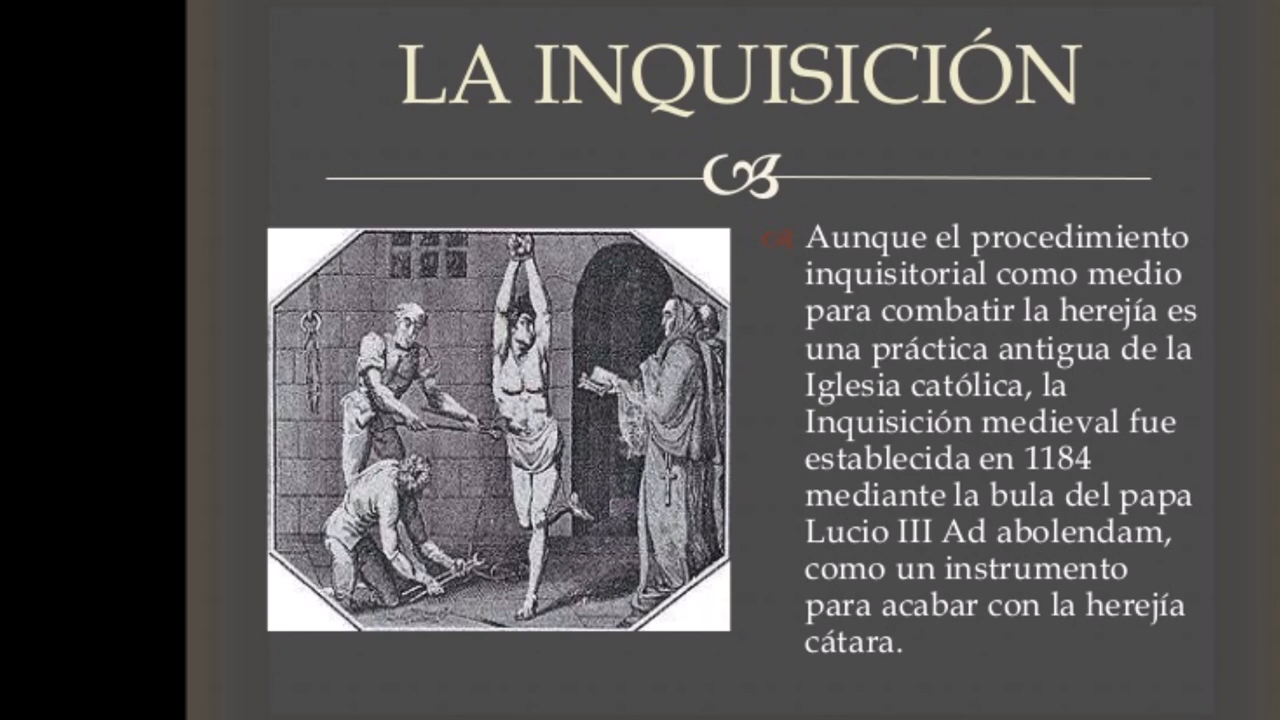 LA INQUISICIÓN
Aunque el procedimiento
inquisitorial como medio
para combatir la herejía es
una práctica antigua de la
Iglesia católica, la
Inquisición medieval fue
establecida en 1184
mediante la bula del papa
Lucio III Ad abolendam,
como un instrumento
para acabar con la herejía
cátara.